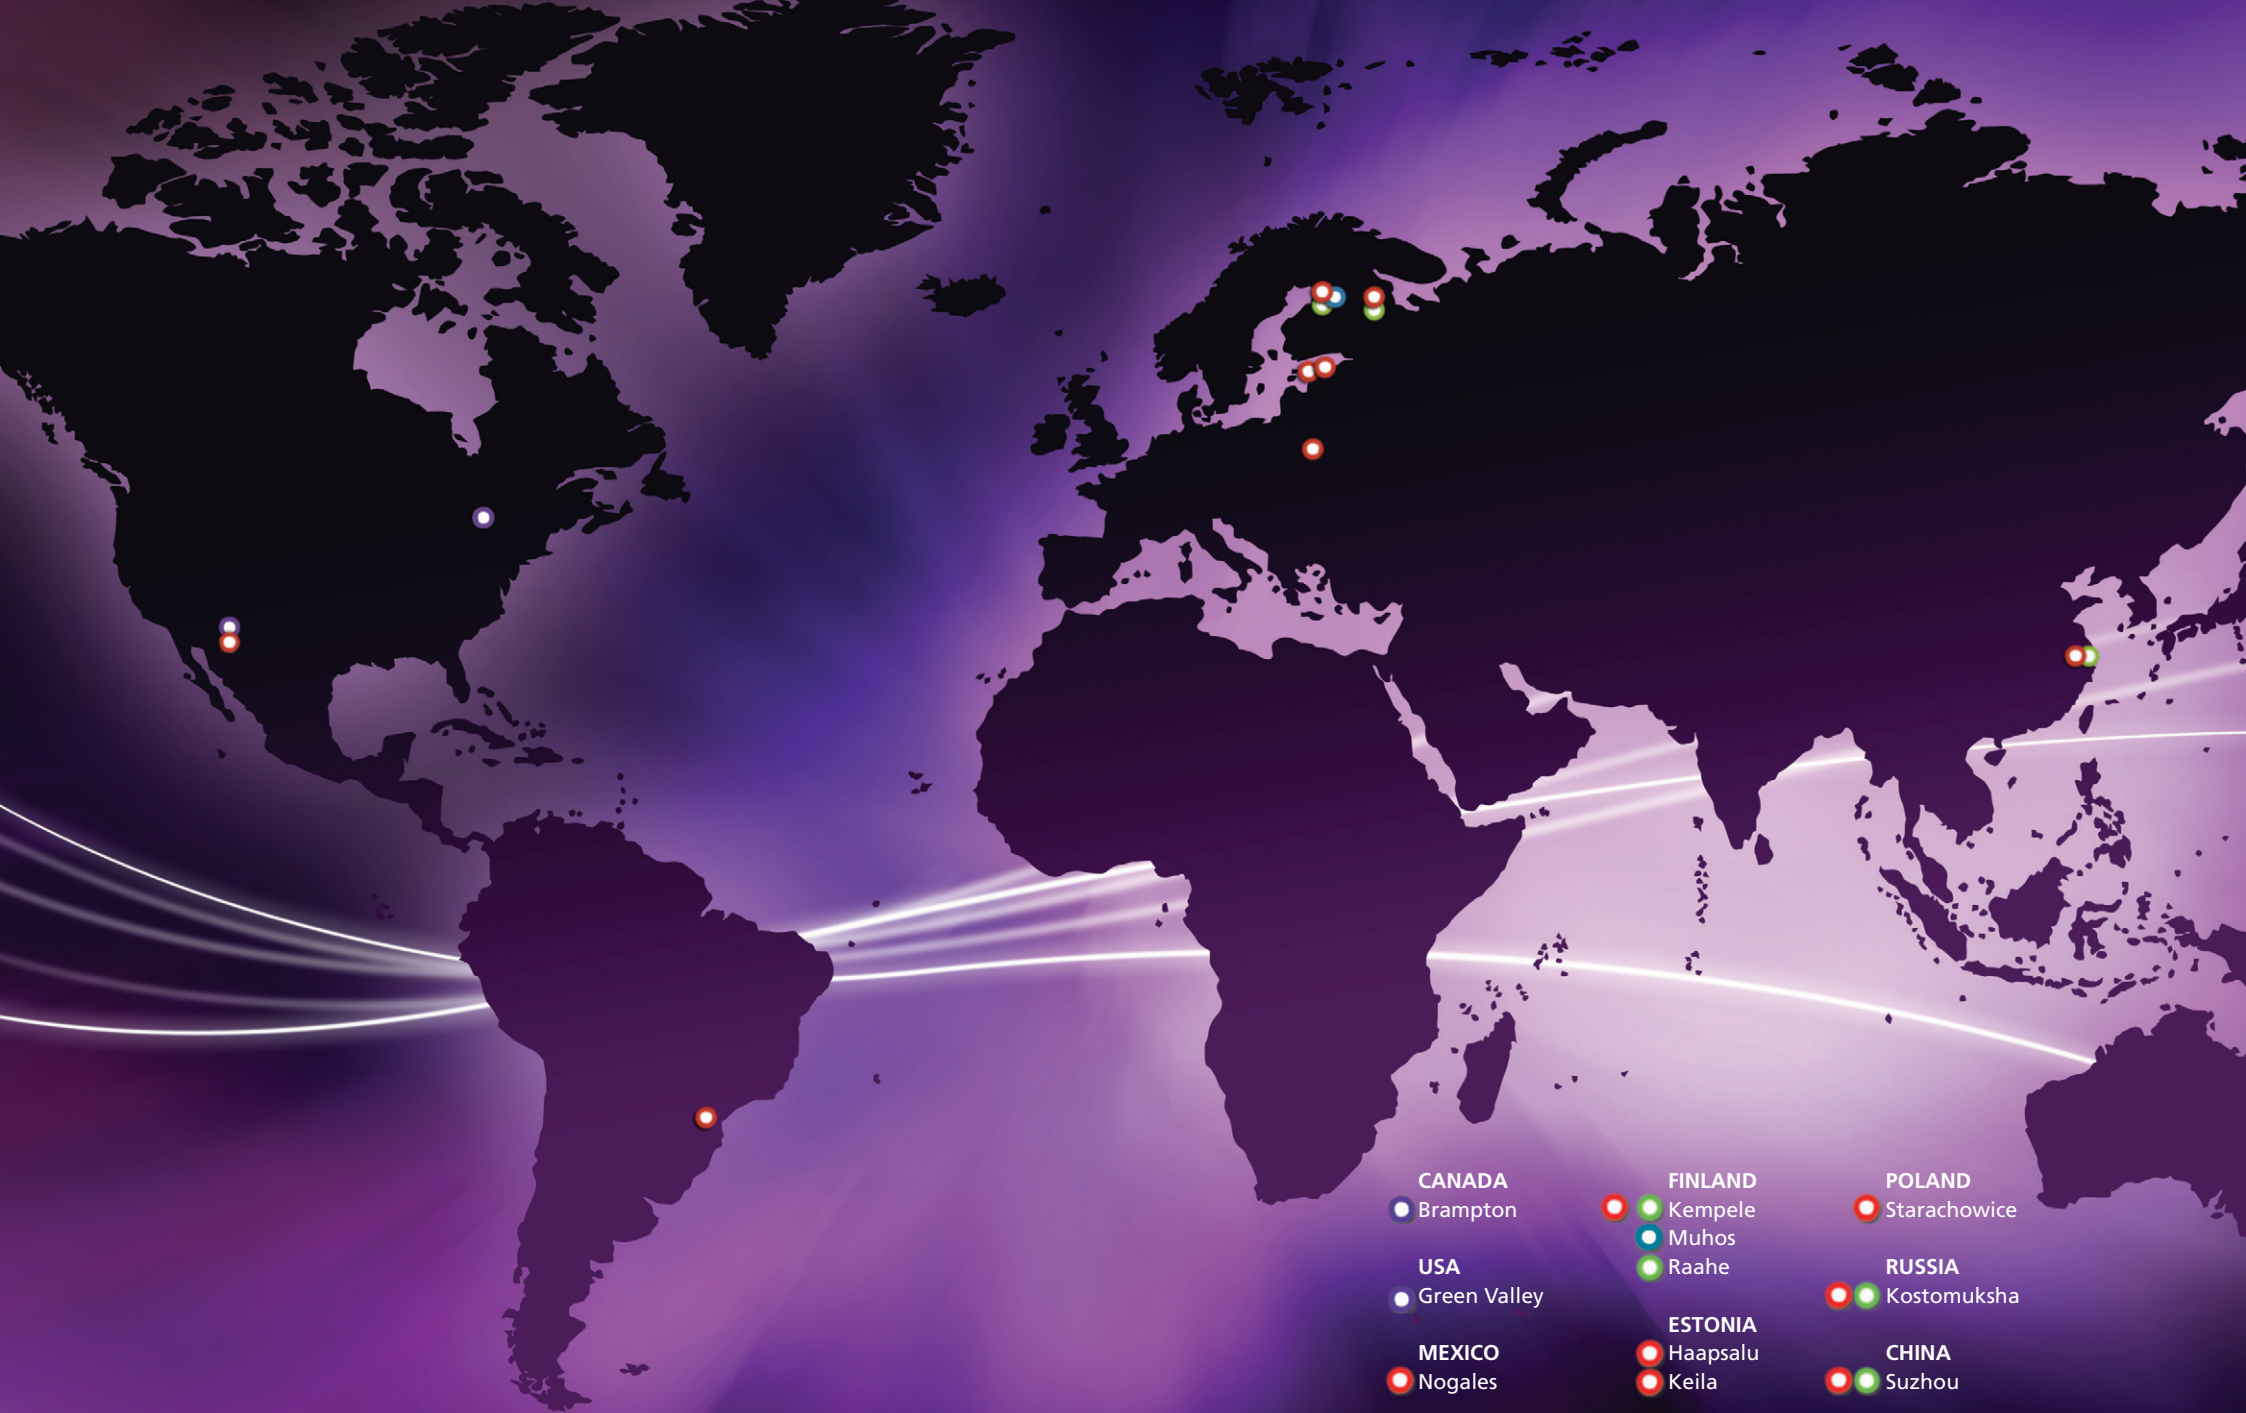 CANADA
Brampton
USA
Green Valley
MEXICO
Nogales
FINLAND
Kempele
Muhos
Raahe
ESTONIA
Haapsalu
Keila
POLAND
Starachowice
RUSSIA
Kostomuksha
CHINA
Suzhou